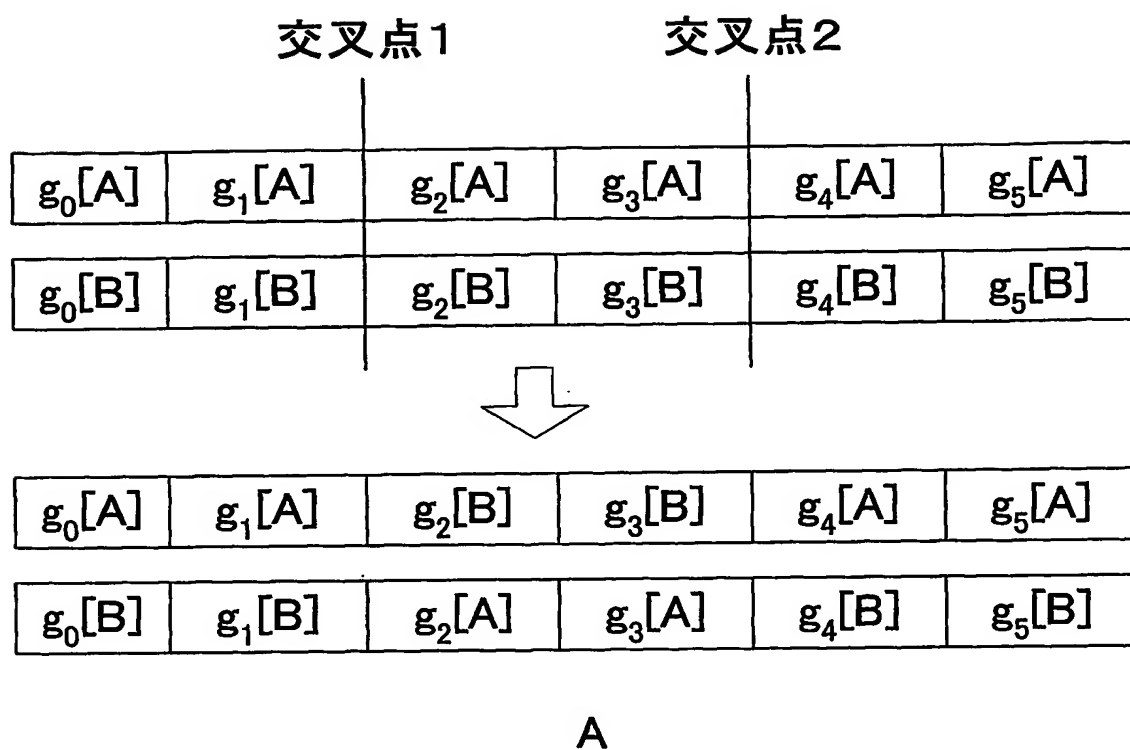 交叉点1 交叉点2
g₀[A] g₁[A] g₂[A] g₃[A] g₄[A] g₅[A]
g₀[B] g₁[B] g₂[B] g₃[B] g₄[B] g₅[B]
g₀[A] g₁[A] g₂[B] g₃[B] g₄[A] g₅[A]
g₀[B] g₁[B] g₂[A] g₃[A] g₄[B] g₅[B]
A